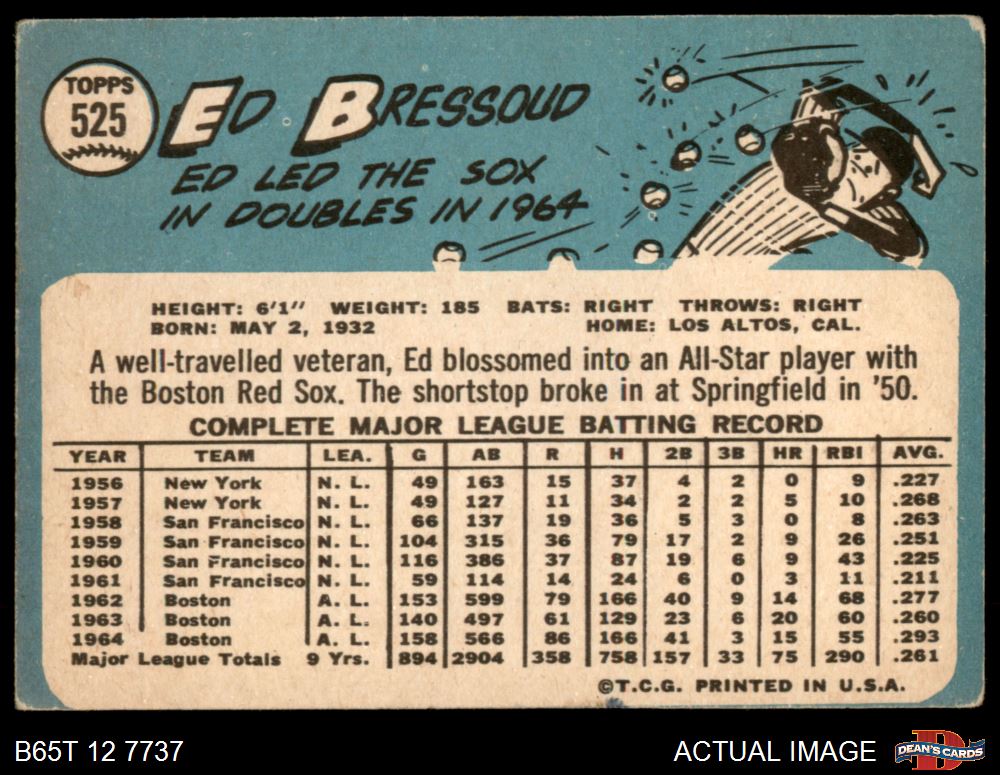 TOPPS
525
ED BRESSOUD
ED LED THE SOX
IN DOUBLES IN 1964
HEIGHT: 6'1" WEIGHT: 185 BATS: RIGHT THROWS: RIGHT
BORN: MAY 2, 1932 HOME: LOS ALTOS, CAL.
A well-travelled veteran, Ed blossomed into an All-Star player with
the Boston Red Sox. The shortstop broke in at Springfield in '50.
COMPLETE MAJOR LEAGUE BATTING RECORD
YEAR TEAM LEA. G AB R H 2B 3B HR RBI AVG.
1956 New York N. L. 49 163 15 37 4 2 0 9 .227
1957 New York N. L. 49 127 11 34 2 2 5 10 .268
1958 San Francisco N. L. 66 137 19 36 5 3 0 8 .263
1959 San Francisco N. L. 104 315 36 79 17 2 9 26 .251
1960 San Francisco N. L. 116 386 37 87 19 6 9 43 .225
1961 San Francisco N. L. 59 114 14 24 6 0 3 11 .211
1962 Boston A. L. 153 599 79 166 40 9 14 68 .277
1963 Boston A. L. 140 497 61 129 23 6 20 60 .260
1964 Boston A. L. 158 566 86 166 41 3 15 55 .293
Major League Totals 9 Yrs. 894 2904 358 758 157 33 75 290 .261
©T.C.G. PRINTED IN U.S.A.
B65T 12 7737
ACTUAL IMAGE
DEAN'S CARDS